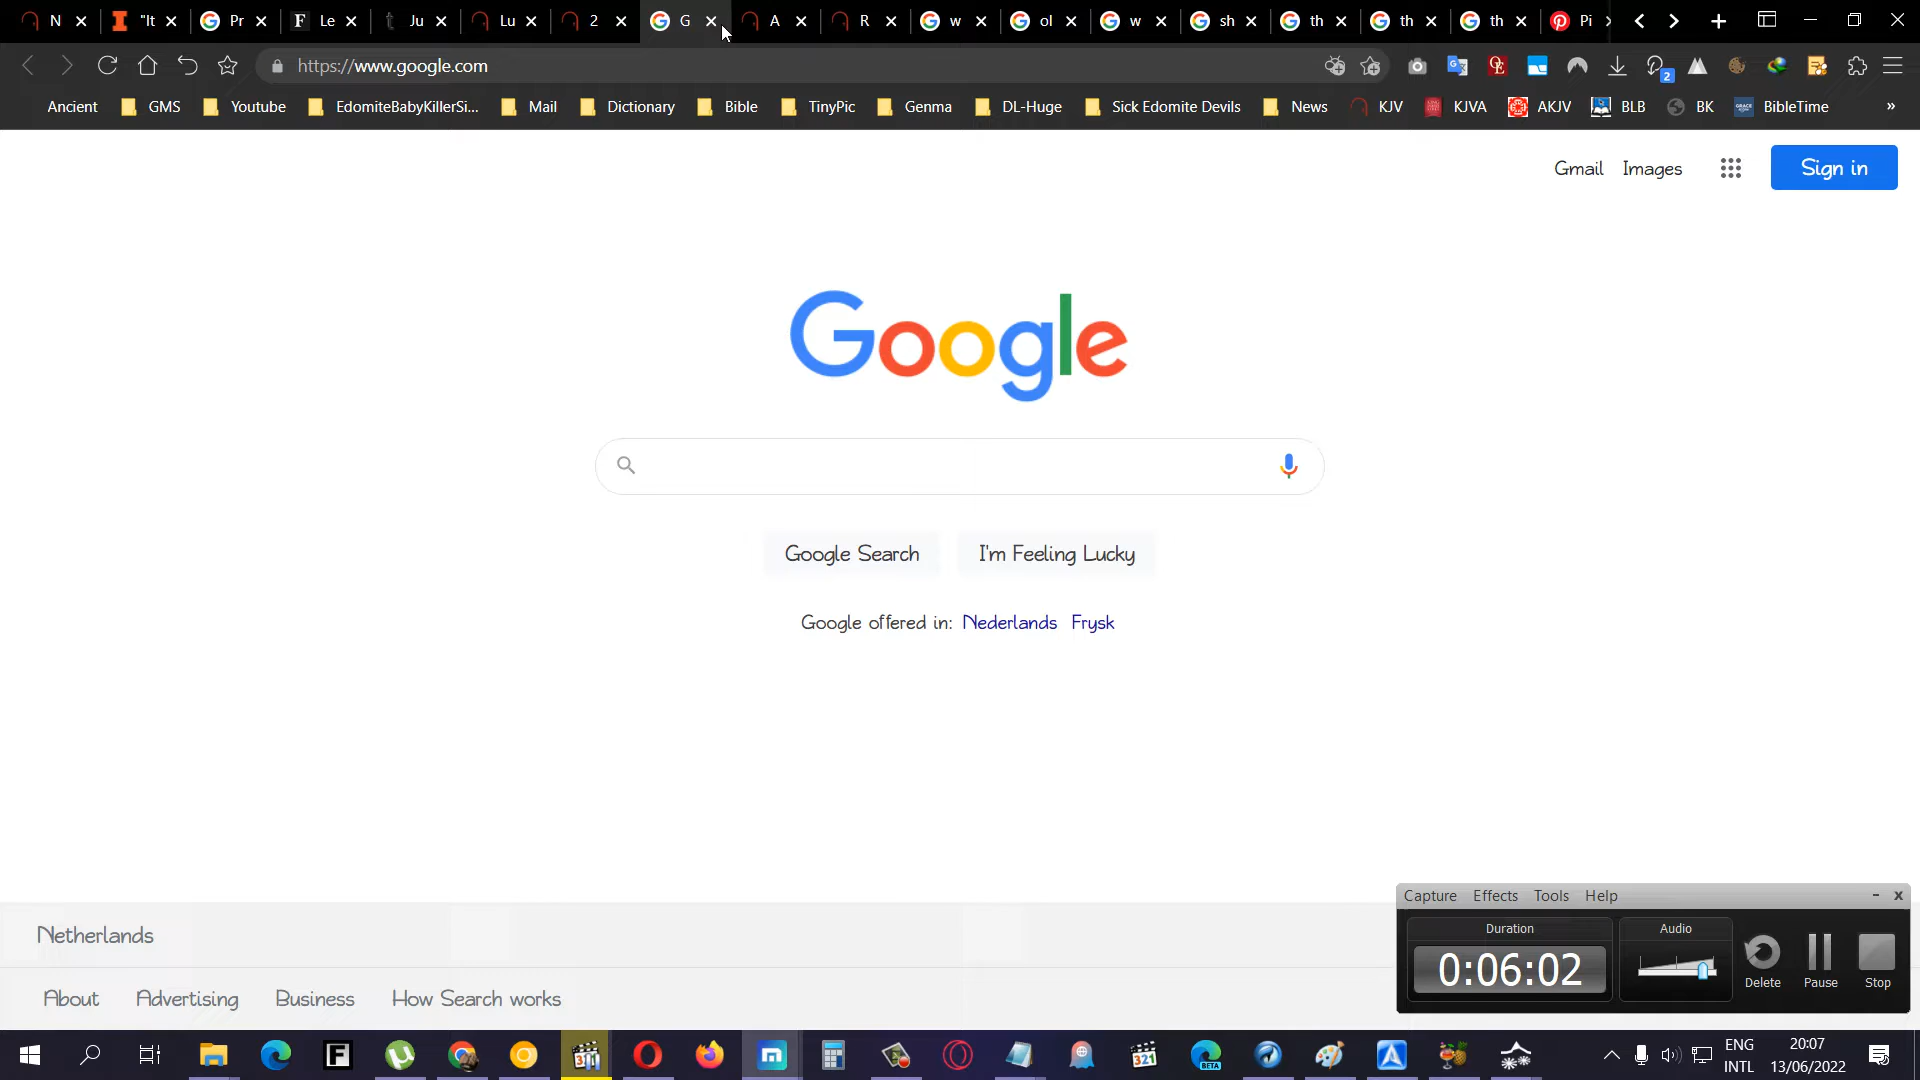 N "It Pr Le Ju Lu 2 G A R w ol w sh th th th Pi
https://www.google.com
Ancient GMS Youtube EdomiteBabyKillerSi... Mail Dictionary Bible TinyPic Genma DL-Huge Sick Edomite Devils News KJV KJVA AKJV BLB BK BibleTime »
Gmail Images Sign in
Google
Google Search I'm Feeling Lucky
Google offered in: Nederlands Frysk
Netherlands
About Advertising Business How Search works
Capture Effects Tools Help
Duration Audio
0:06:02
Delete Pause Stop
ENG 20:07
INTL 13/06/2022